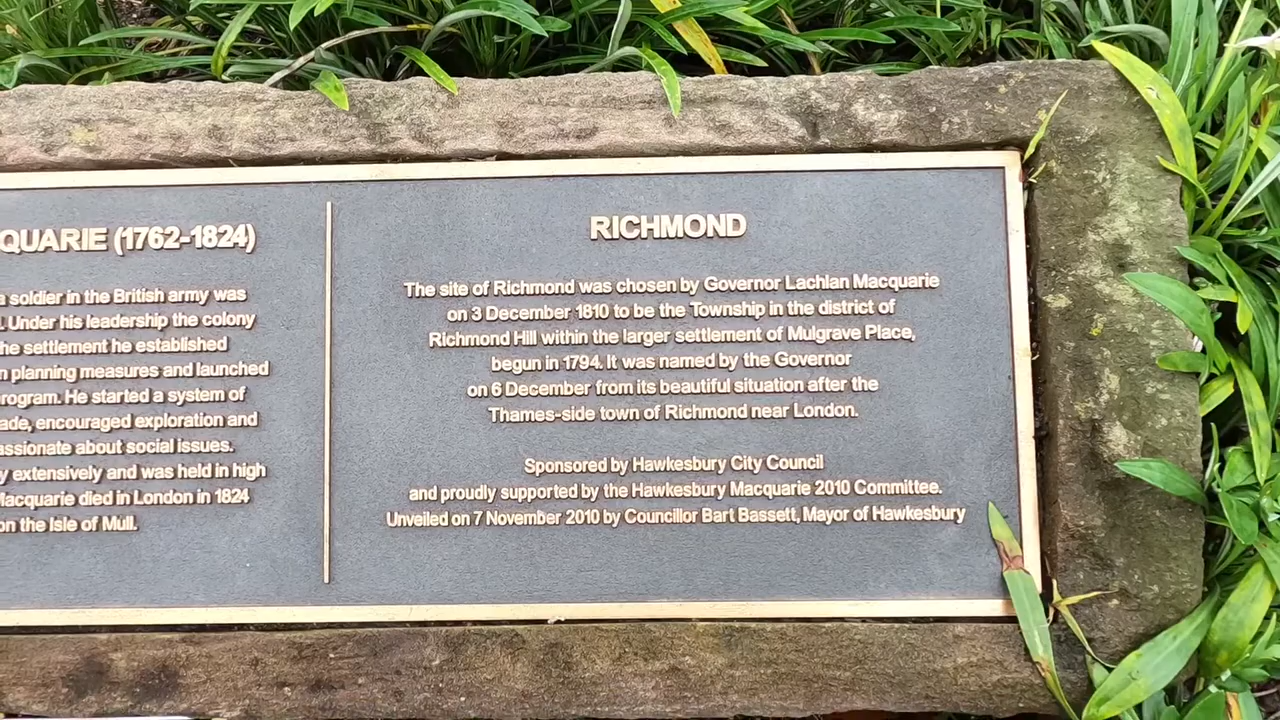 QUARIE (1762-1824)
a soldier in the British army was
. Under his leadership the colony
he settlement he established
n planning measures and launched
rogram. He started a system of
ade, encouraged exploration and
assionate about social issues.
y extensively and was held in high
Macquarie died in London in 1824
on the Isle of Mull.
RICHMOND
The site of Richmond was chosen by Governor Lachlan Macquarie
on 3 December 1810 to be the Township in the district of
Richmond Hill within the larger settlement of Mulgrave Place,
begun in 1794. It was named by the Governor
on 6 December from its beautiful situation after the
Thames-side town of Richmond near London.
Sponsored by Hawkesbury City Council
and proudly supported by the Hawkesbury Macquarie 2010 Committee.
Unveiled on 7 November 2010 by Councillor Bart Bassett, Mayor of Hawkesbury